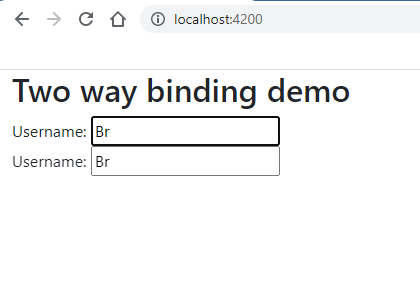 localhost:4200
Two way binding demo
Username: Br
Username: Br